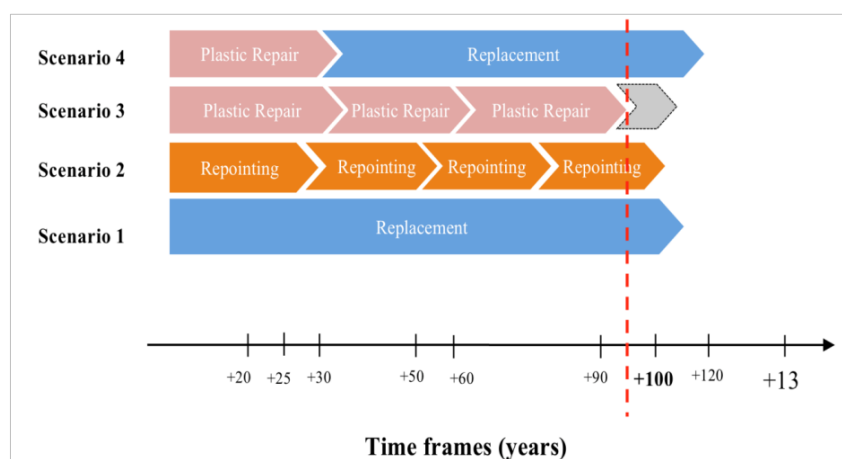 Scenario 4 Plastic Repair Replacement
Scenario 3 Plastic Repair Plastic Repair Plastic Repair
Scenario 2 Repointing Repointing Repointing Repointing
Scenario 1 Replacement
+20 +25 +30 +50 +60 +90 +100 +120 +13
Time frames (years)